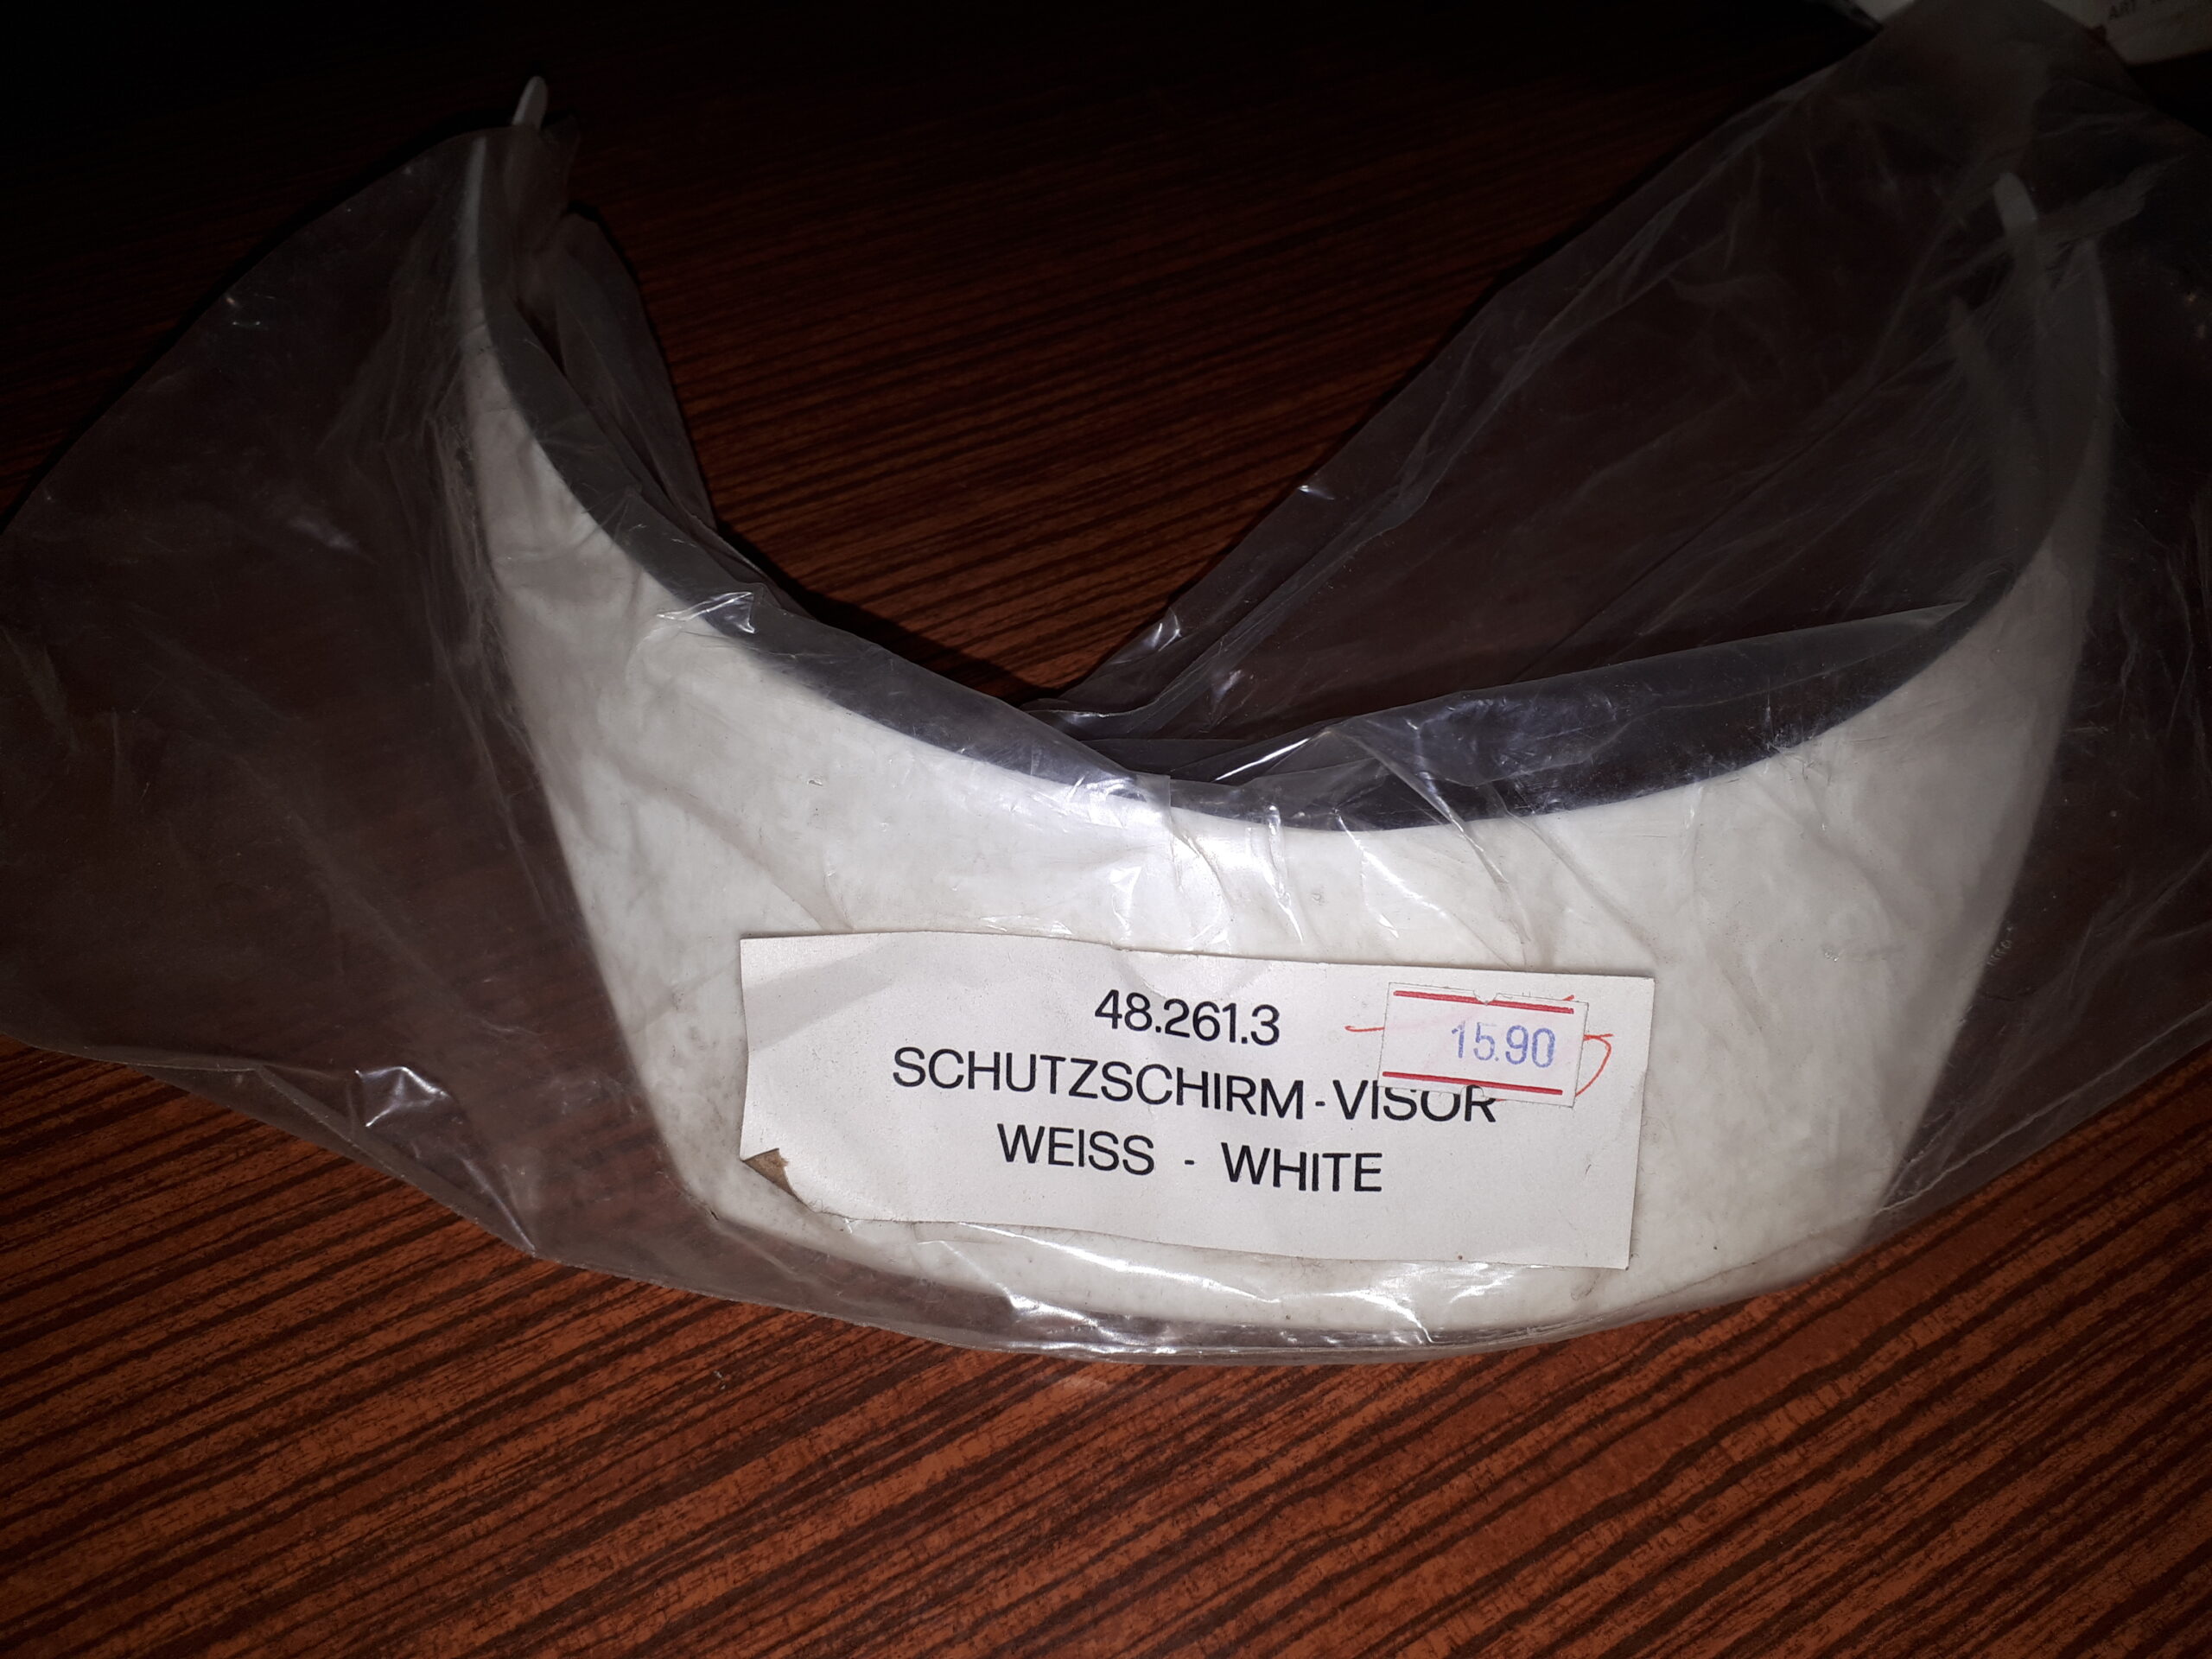 48.261.3
15.90
SCHUTZSCHIRM-VISOR
WEISS - WHITE